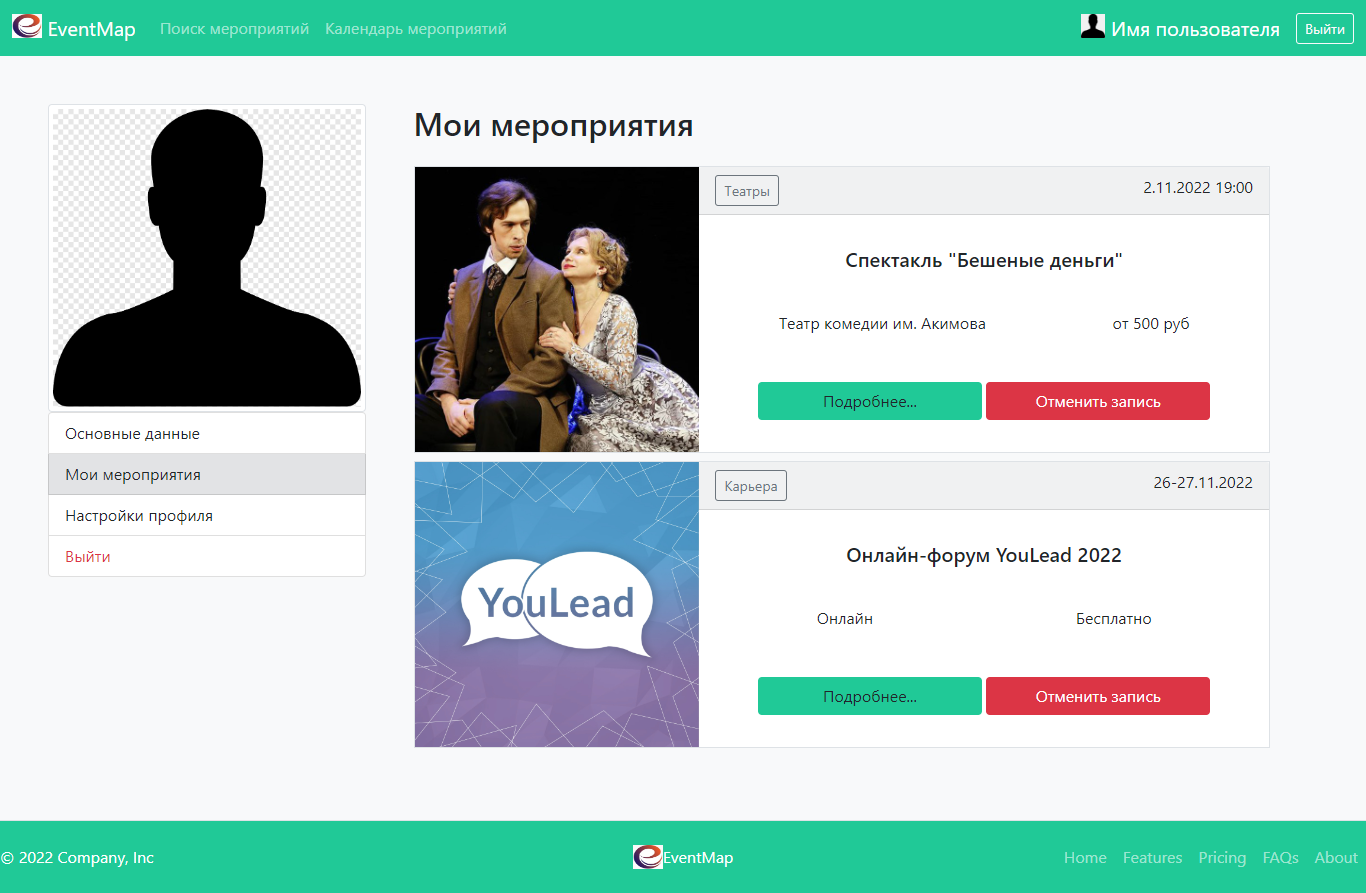 EventMap Поиск мероприятий Календарь мероприятий Имя пользователя Выйти
Мои мероприятия
Основные данные
Мои мероприятия
Настройки профиля
Выйти
Театры 2.11.2022 19:00
Спектакль "Бешеные деньги"
Театр комедии им. Акимова от 500 руб
Подробнее... Отменить запись
YouLead
Карьера 26-27.11.2022
Онлайн-форум YouLead 2022
Онлайн Бесплатно
Подробнее... Отменить запись
© 2022 Company, Inc EventMap Home Features Pricing FAQs About